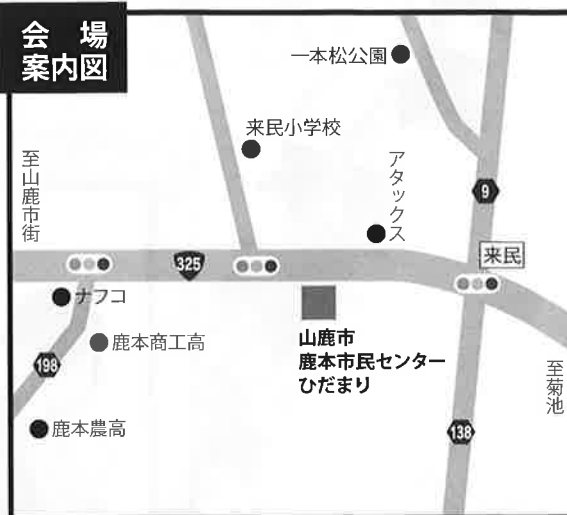 会場
案内図
一本松公園
来民小学校
至山鹿市街
アタックス
9
来民
325
ナフコ
鹿本商工高
198
鹿本農高
山鹿市
鹿本市民センター
ひだまり
至菊池
138